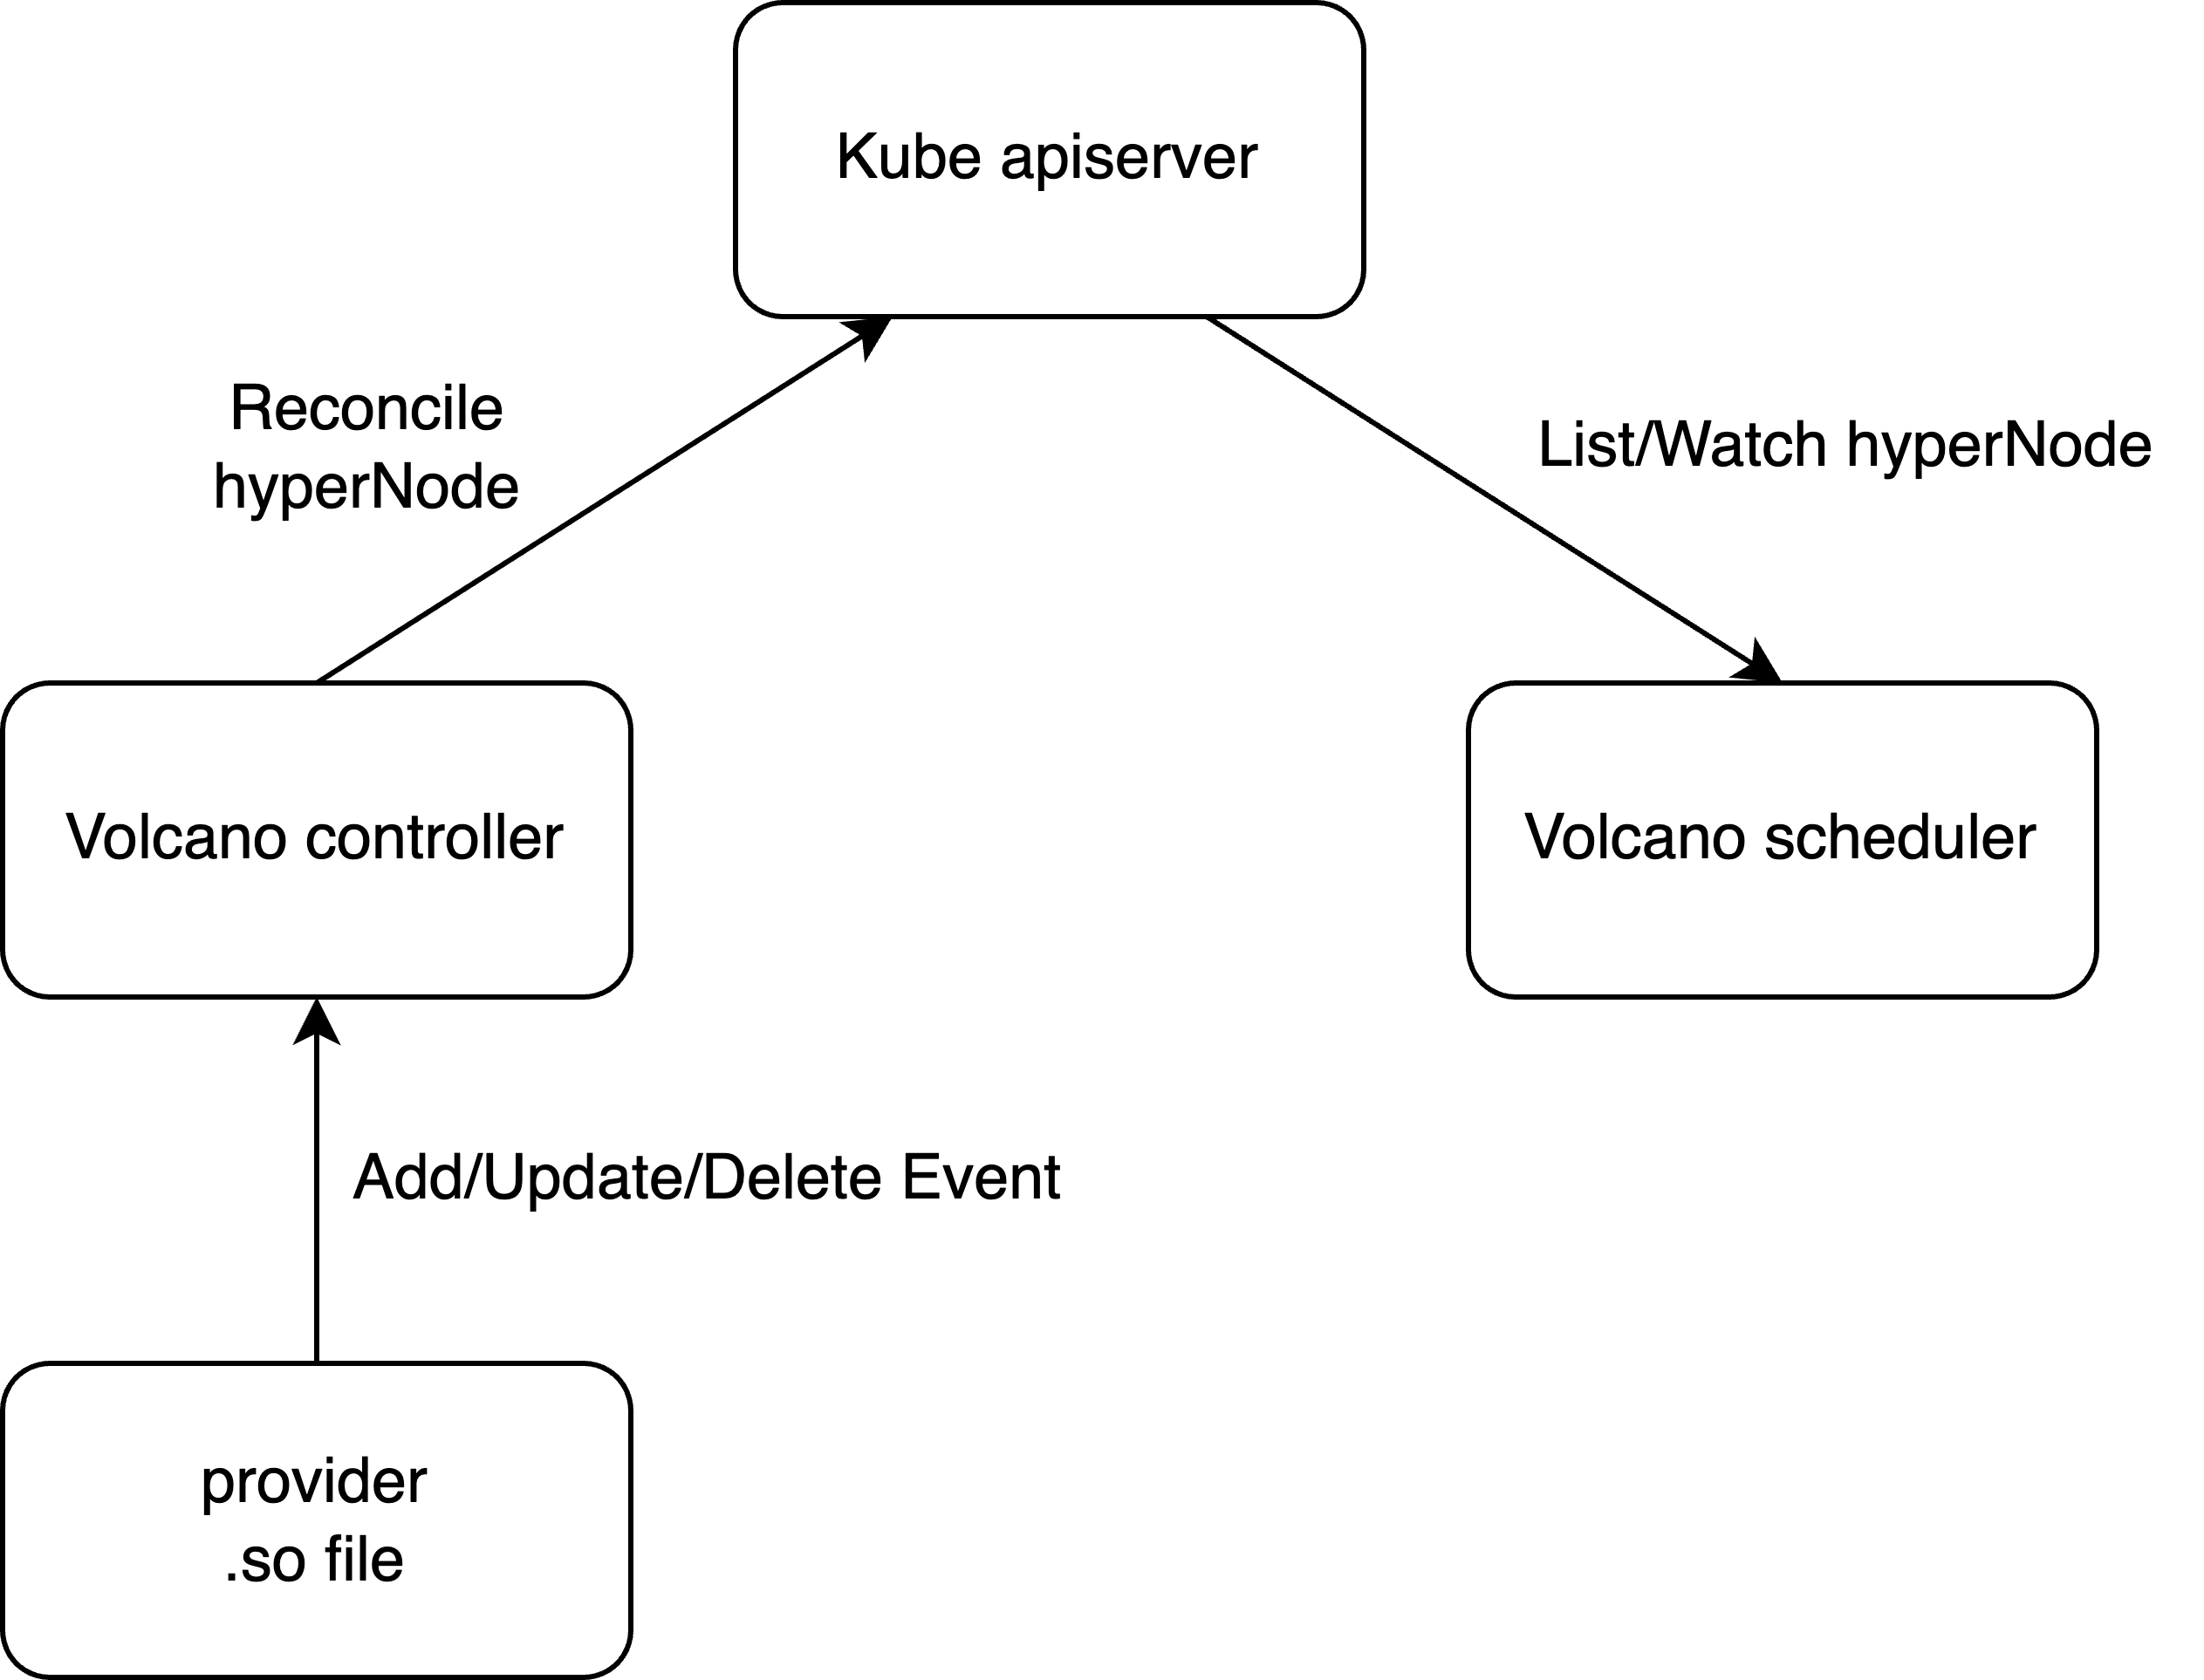 Kube apiserver
Reconcile
hyperNode
List/Watch hyperNode
Volcano controller
Volcano scheduler
Add/Update/Delete Event
provider
.so file